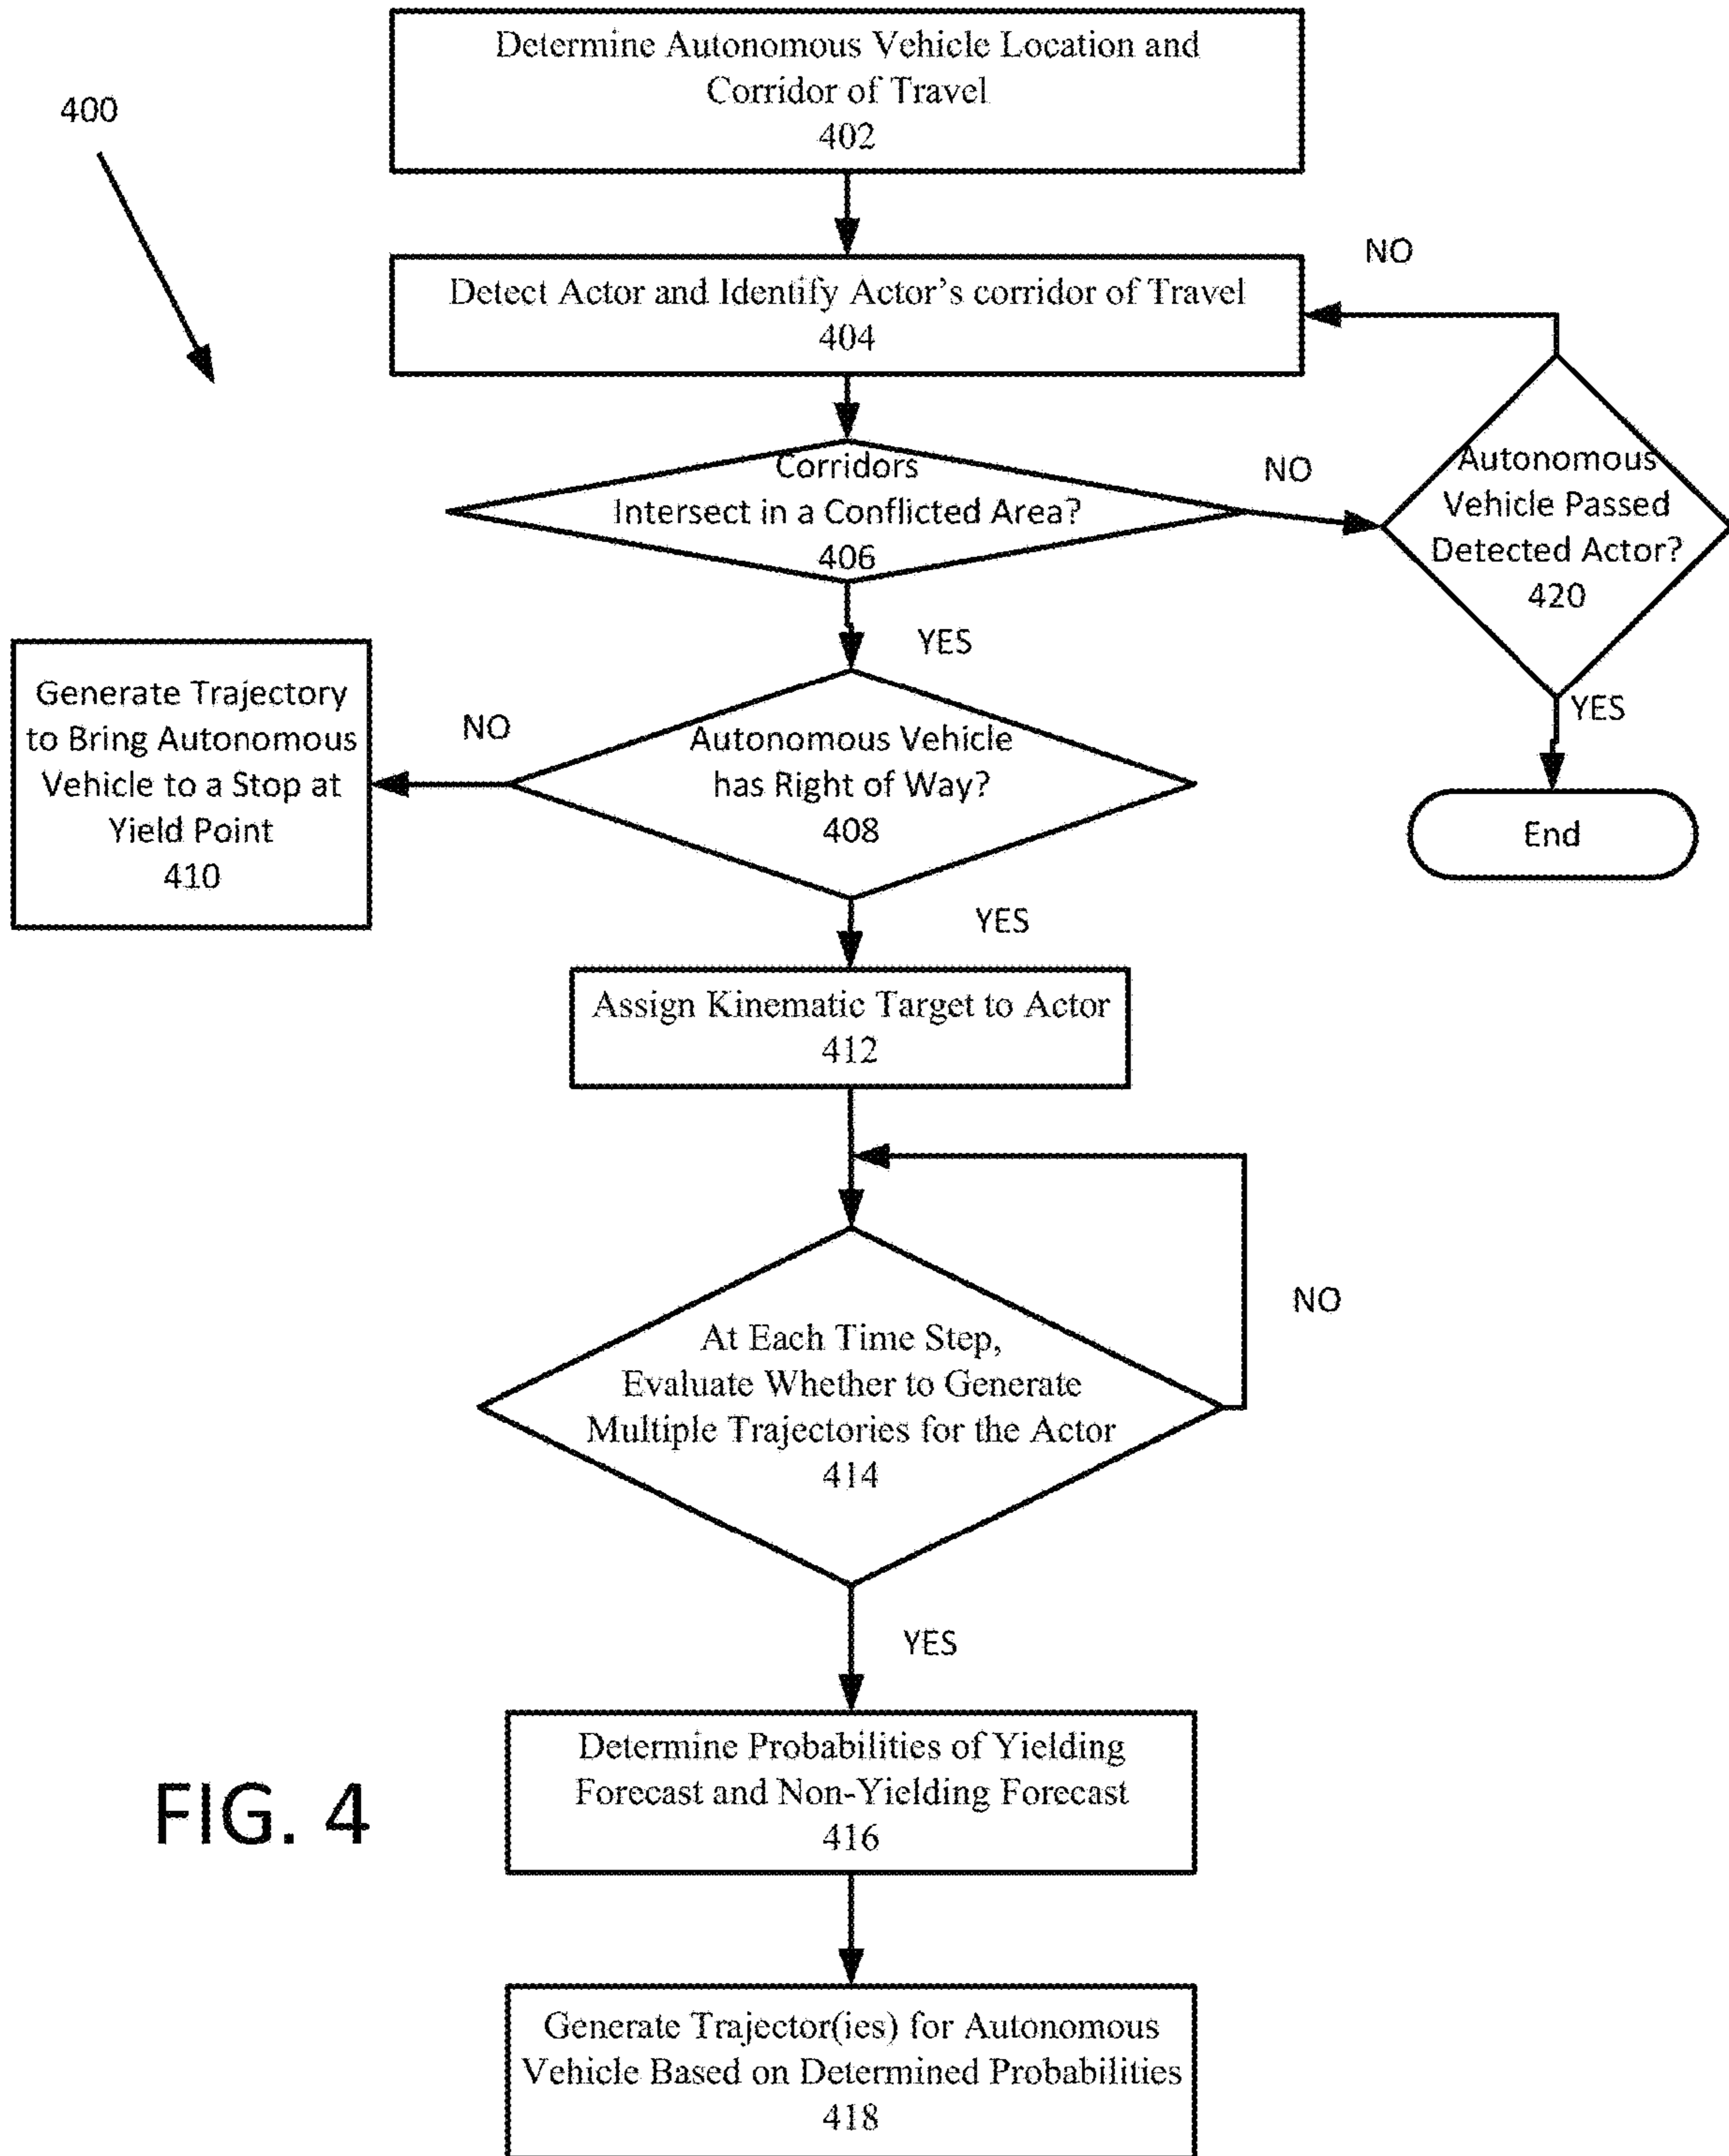 Determine Autonomous Vehicle Location and
Corridor of Travel
402
400
NO
Detect Actor and Identify Actor's corridor of Travel
404
Corridors
Intersect in a Conflicted Area?
406
NO
Autonomous
Vehicle Passed
Detected Actor?
420
YES
YES
End
Generate Trajectory
to Bring Autonomous
Vehicle to a Stop at
Yield Point
410
NO
Autonomous Vehicle
has Right of Way?
408
YES
Assign Kinematic Target to Actor
412
NO
At Each Time Step,
Evaluate Whether to Generate
Multiple Trajectories for the Actor
414
YES
Determine Probabilities of Yielding
Forecast and Non-Yielding Forecast
416
FIG. 4
Generate Trajector(ies) for Autonomous
Vehicle Based on Determined Probabilities
418